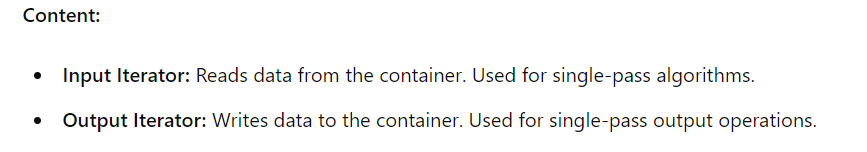 Content:
• Input Iterator: Reads data from the container. Used for single-pass algorithms.
• Output Iterator: Writes data to the container. Used for single-pass output operations.